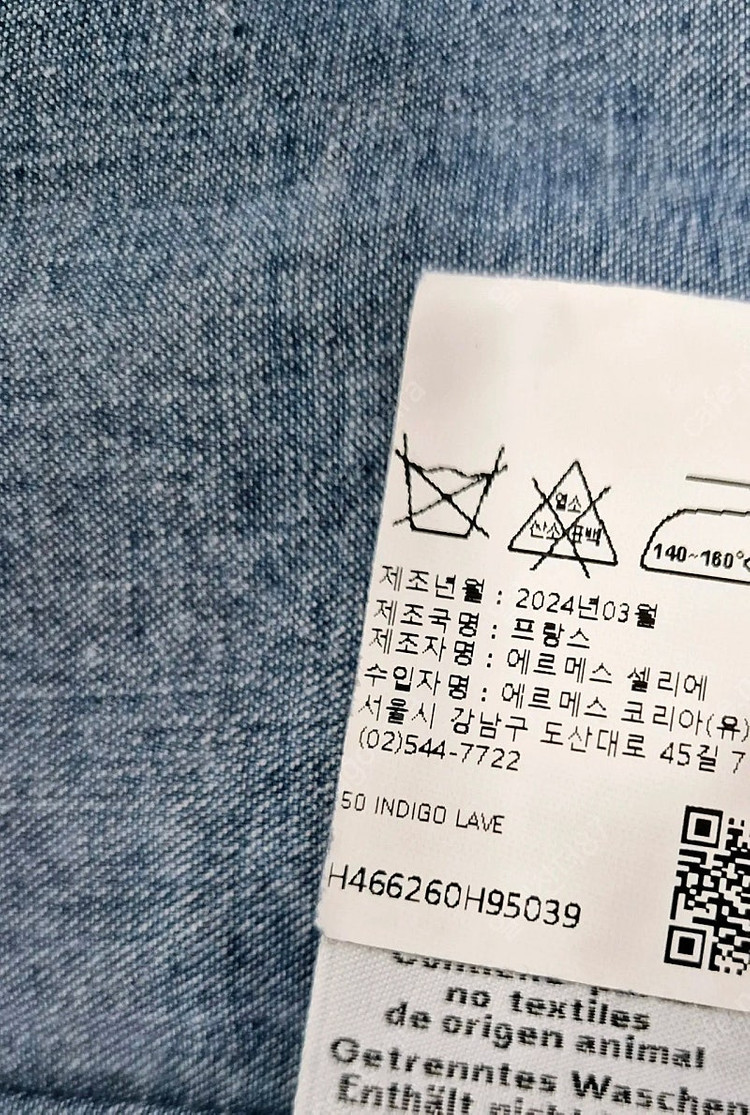 염소
산소 표백
140~160℃
제조년월 : 2024년03월
제조국명 : 프랑스
제조자명 : 에르메스 셀리에
수입자명 : 에르메스 코리아(유)
서울시 강남구 도산대로 45길 7
(02)544-7722
50 INDIGO LAVE
H466260H95039
no textiles
de origen animal
Getrenntes Waschen
Enthält